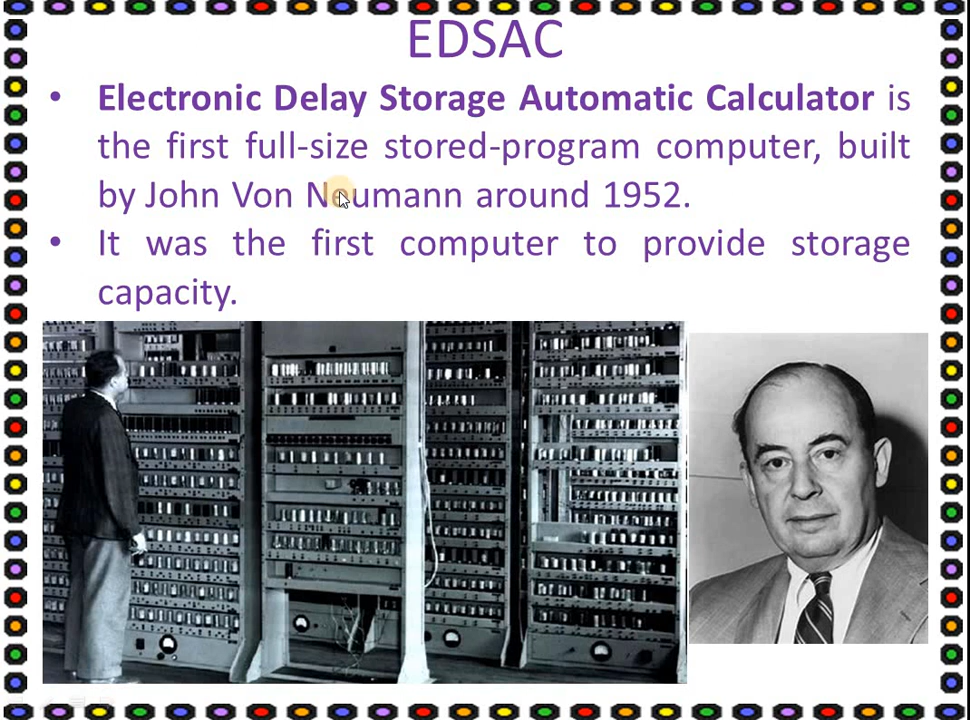 EDSAC
• Electronic Delay Storage Automatic Calculator is
the first full-size stored-program computer, built
by John Von Neumann around 1952.
• It was the first computer to provide storage
capacity.